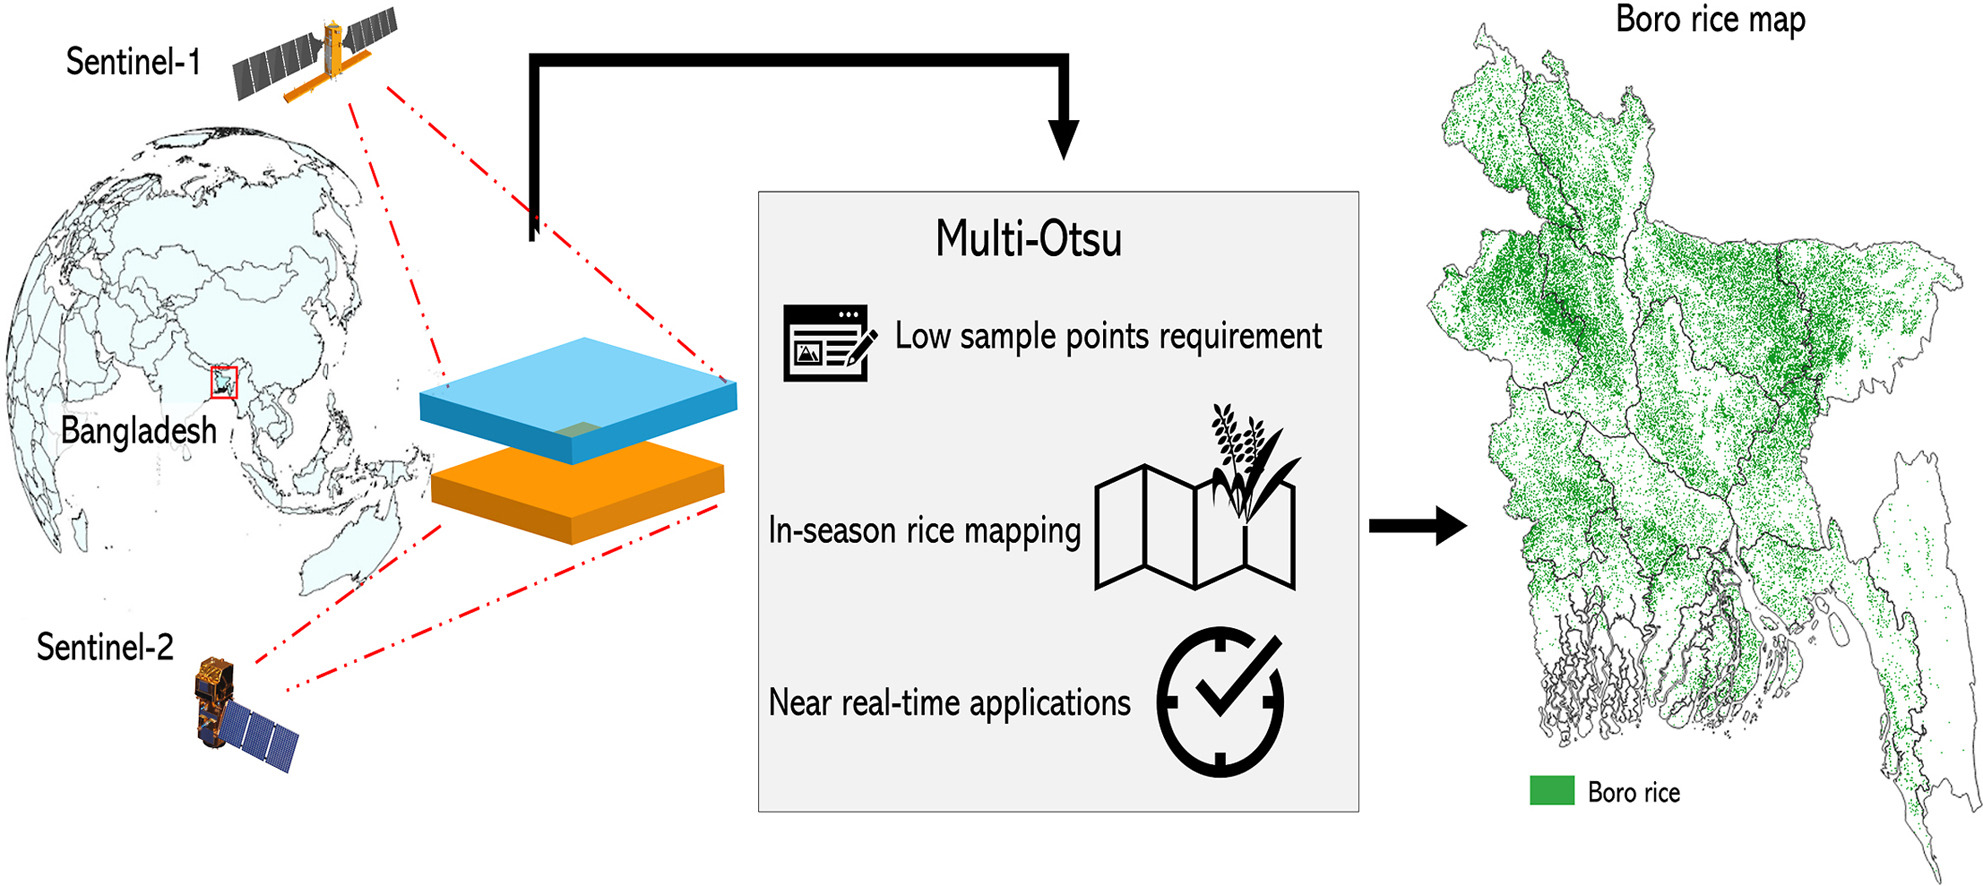 Sentinel-1
Bangladesh
Sentinel-2
Multi-Otsu
Low sample points requirement
In-season rice mapping
Near real-time applications
Boro rice map
Boro rice